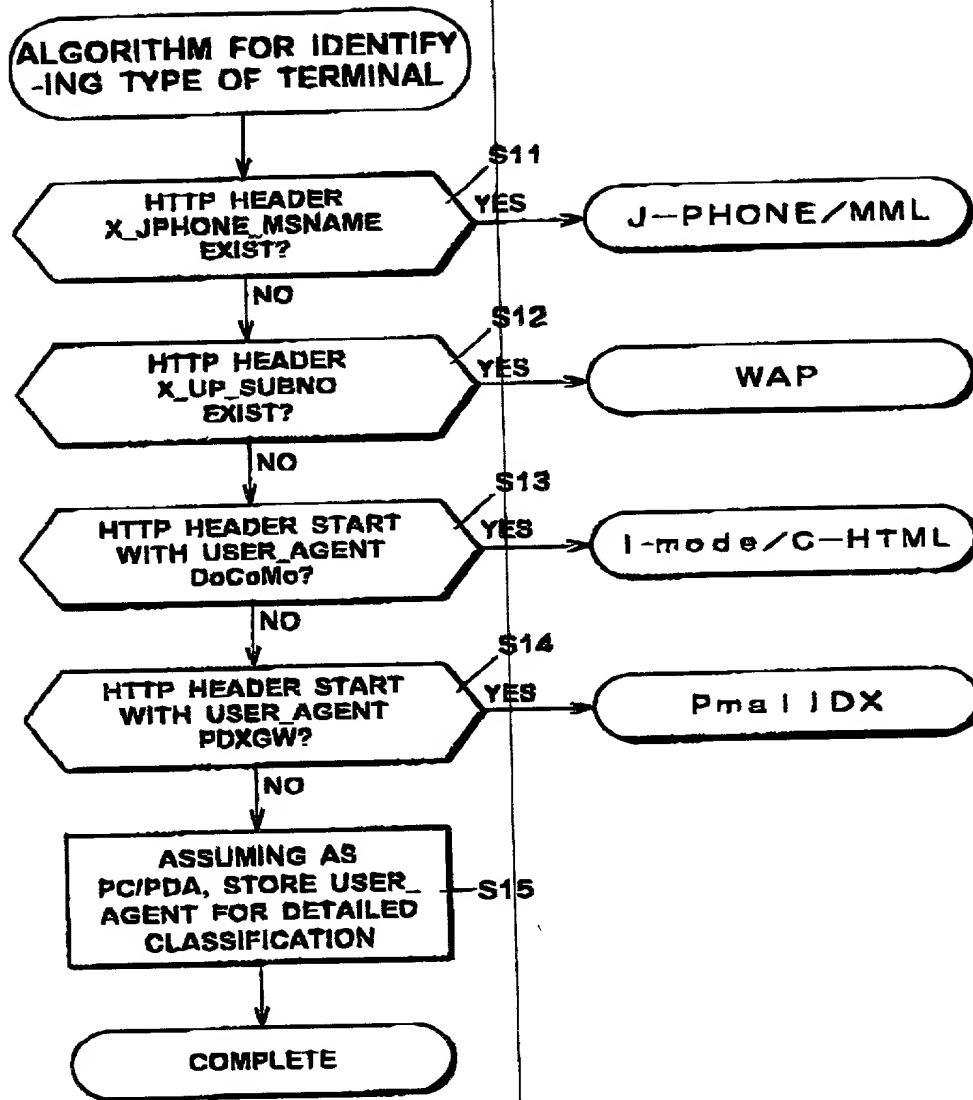 ALGORITHM FOR IDENTIFY
-ING TYPE OF TERMINAL
S11
HTTP HEADER
X_JPHONE_MSNAME
EXIST?
YES
J-PHONE/MML
NO
S12
HTTP HEADER
X_UP_SUBNO
EXIST?
YES
WAP
NO
S13
HTTP HEADER START
WITH USER_AGENT
DoCoMo?
YES
I-mode/C-HTML
NO
S14
HTTP HEADER START
WITH USER_AGENT
PDXGW?
YES
Pmail DX
NO
ASSUMING AS
PC/PDA, STORE USER_
AGENT FOR DETAILED
CLASSIFICATION
S15
COMPLETE